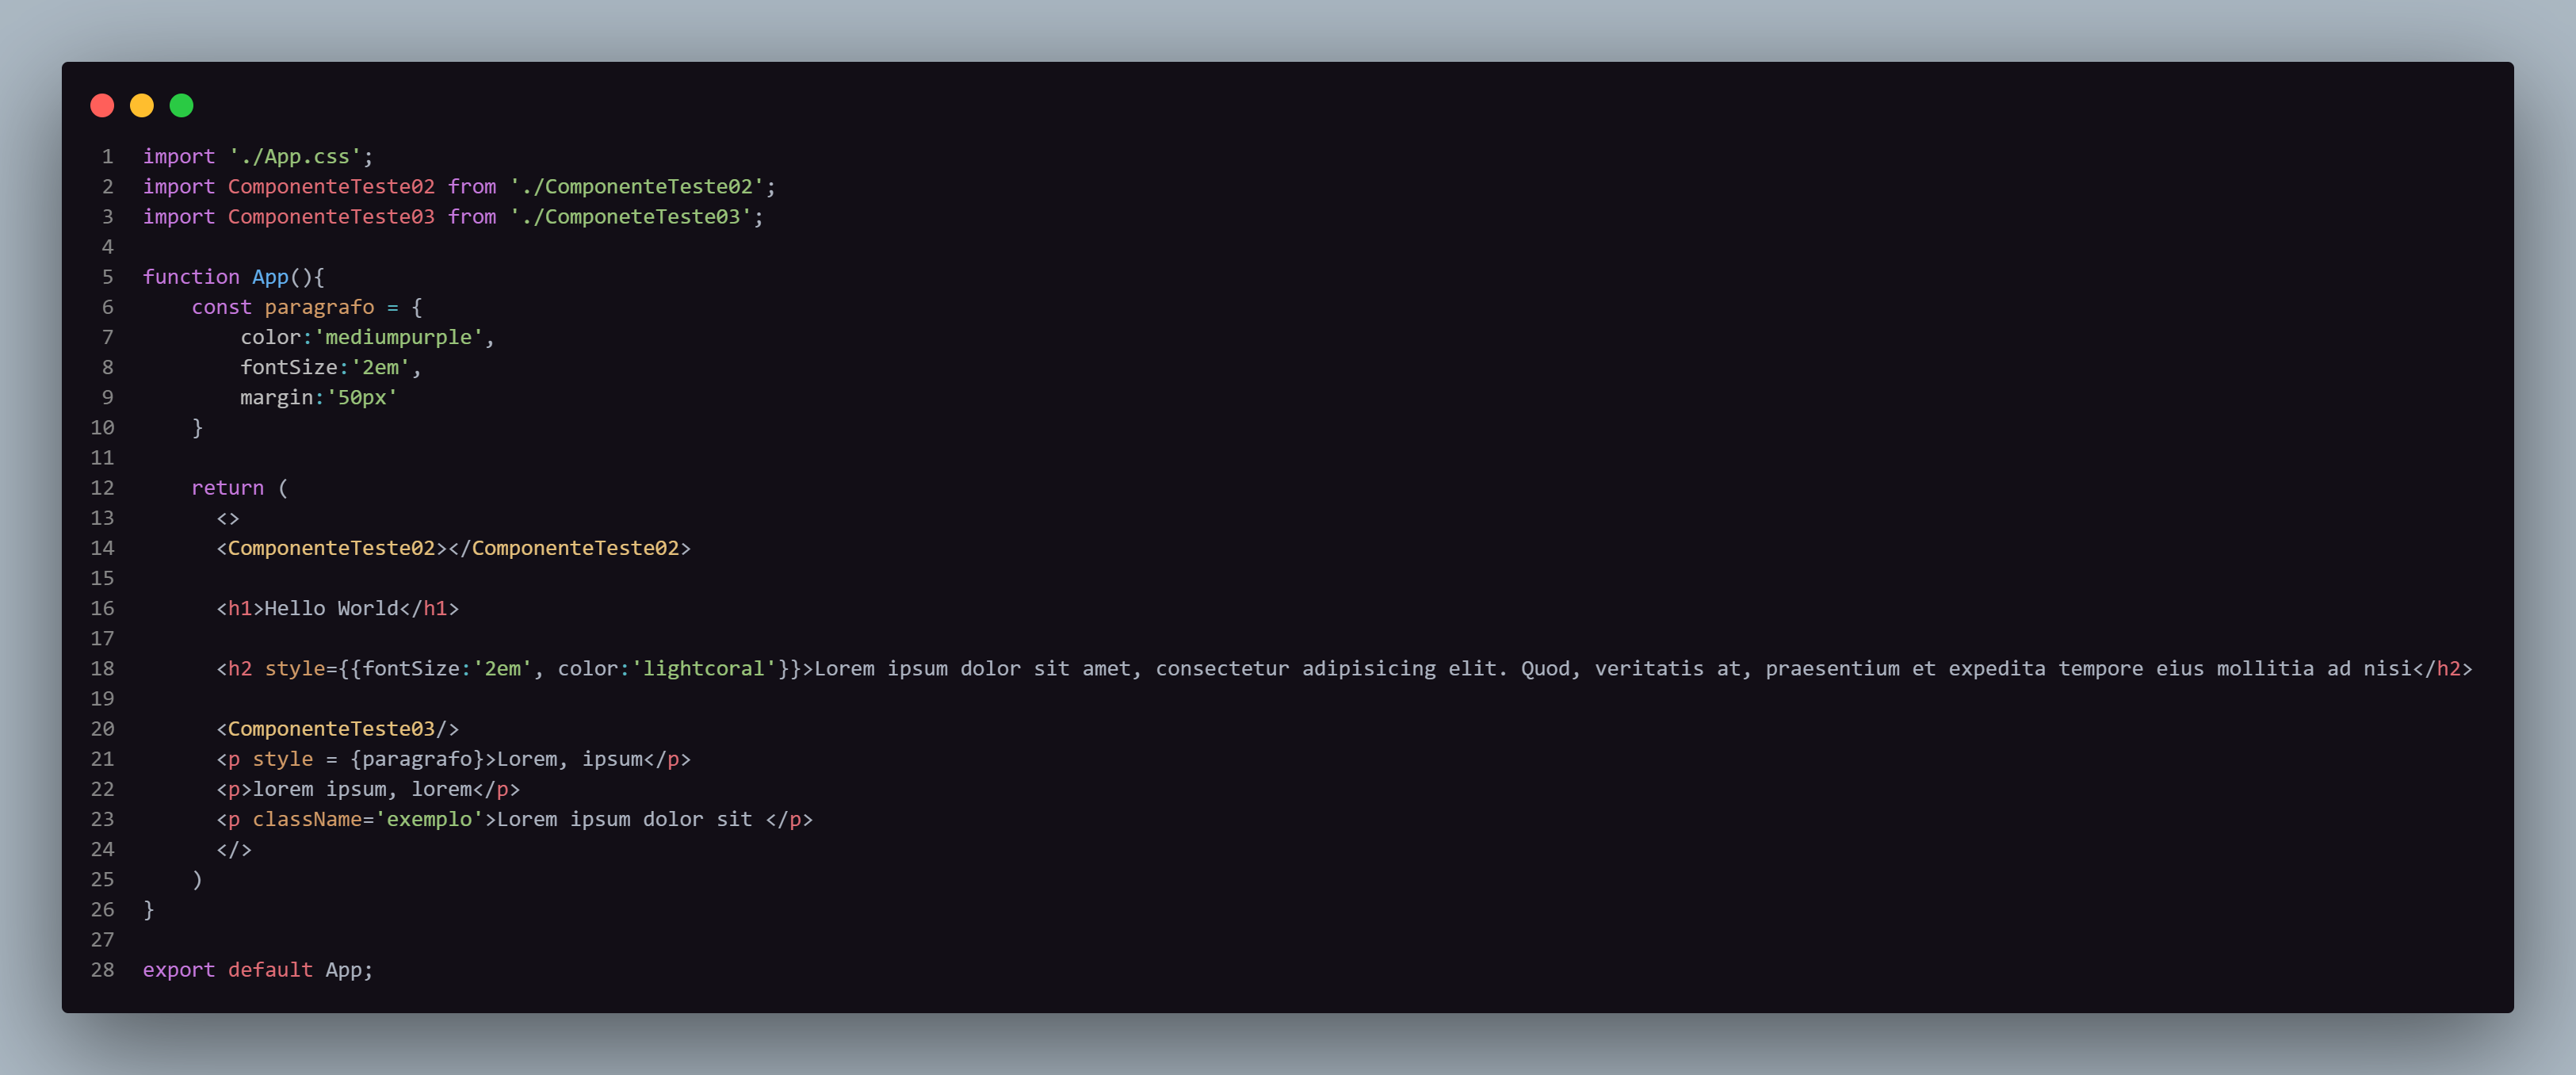 1 import './App.css';
2 import ComponenteTeste02 from './ComponenteTeste02';
3 import ComponenteTeste03 from './ComponeteTeste03';
4
5 function App(){
6     const paragrafo = {
7         color:'mediumpurple',
8         fontSize:'2em',
9         margin:'50px'
10     }
11
12     return (
13       <>
14       <ComponenteTeste02></ComponenteTeste02>
15
16       <h1>Hello World</h1>
17
18       <h2 style={{fontSize:'2em', color:'lightcoral'}}>Lorem ipsum dolor sit amet, consectetur adipisicing elit. Quod, veritatis at, praesentium et expedita tempore eius mollitia ad nisi</h2>
19
20       <ComponenteTeste03/>
21       <p style = {paragrafo}>Lorem, ipsum</p>
22       <p>lorem ipsum, lorem</p>
23       <p className='exemplo'>Lorem ipsum dolor sit </p>
24       </>
25     )
26 }
27
28 export default App;